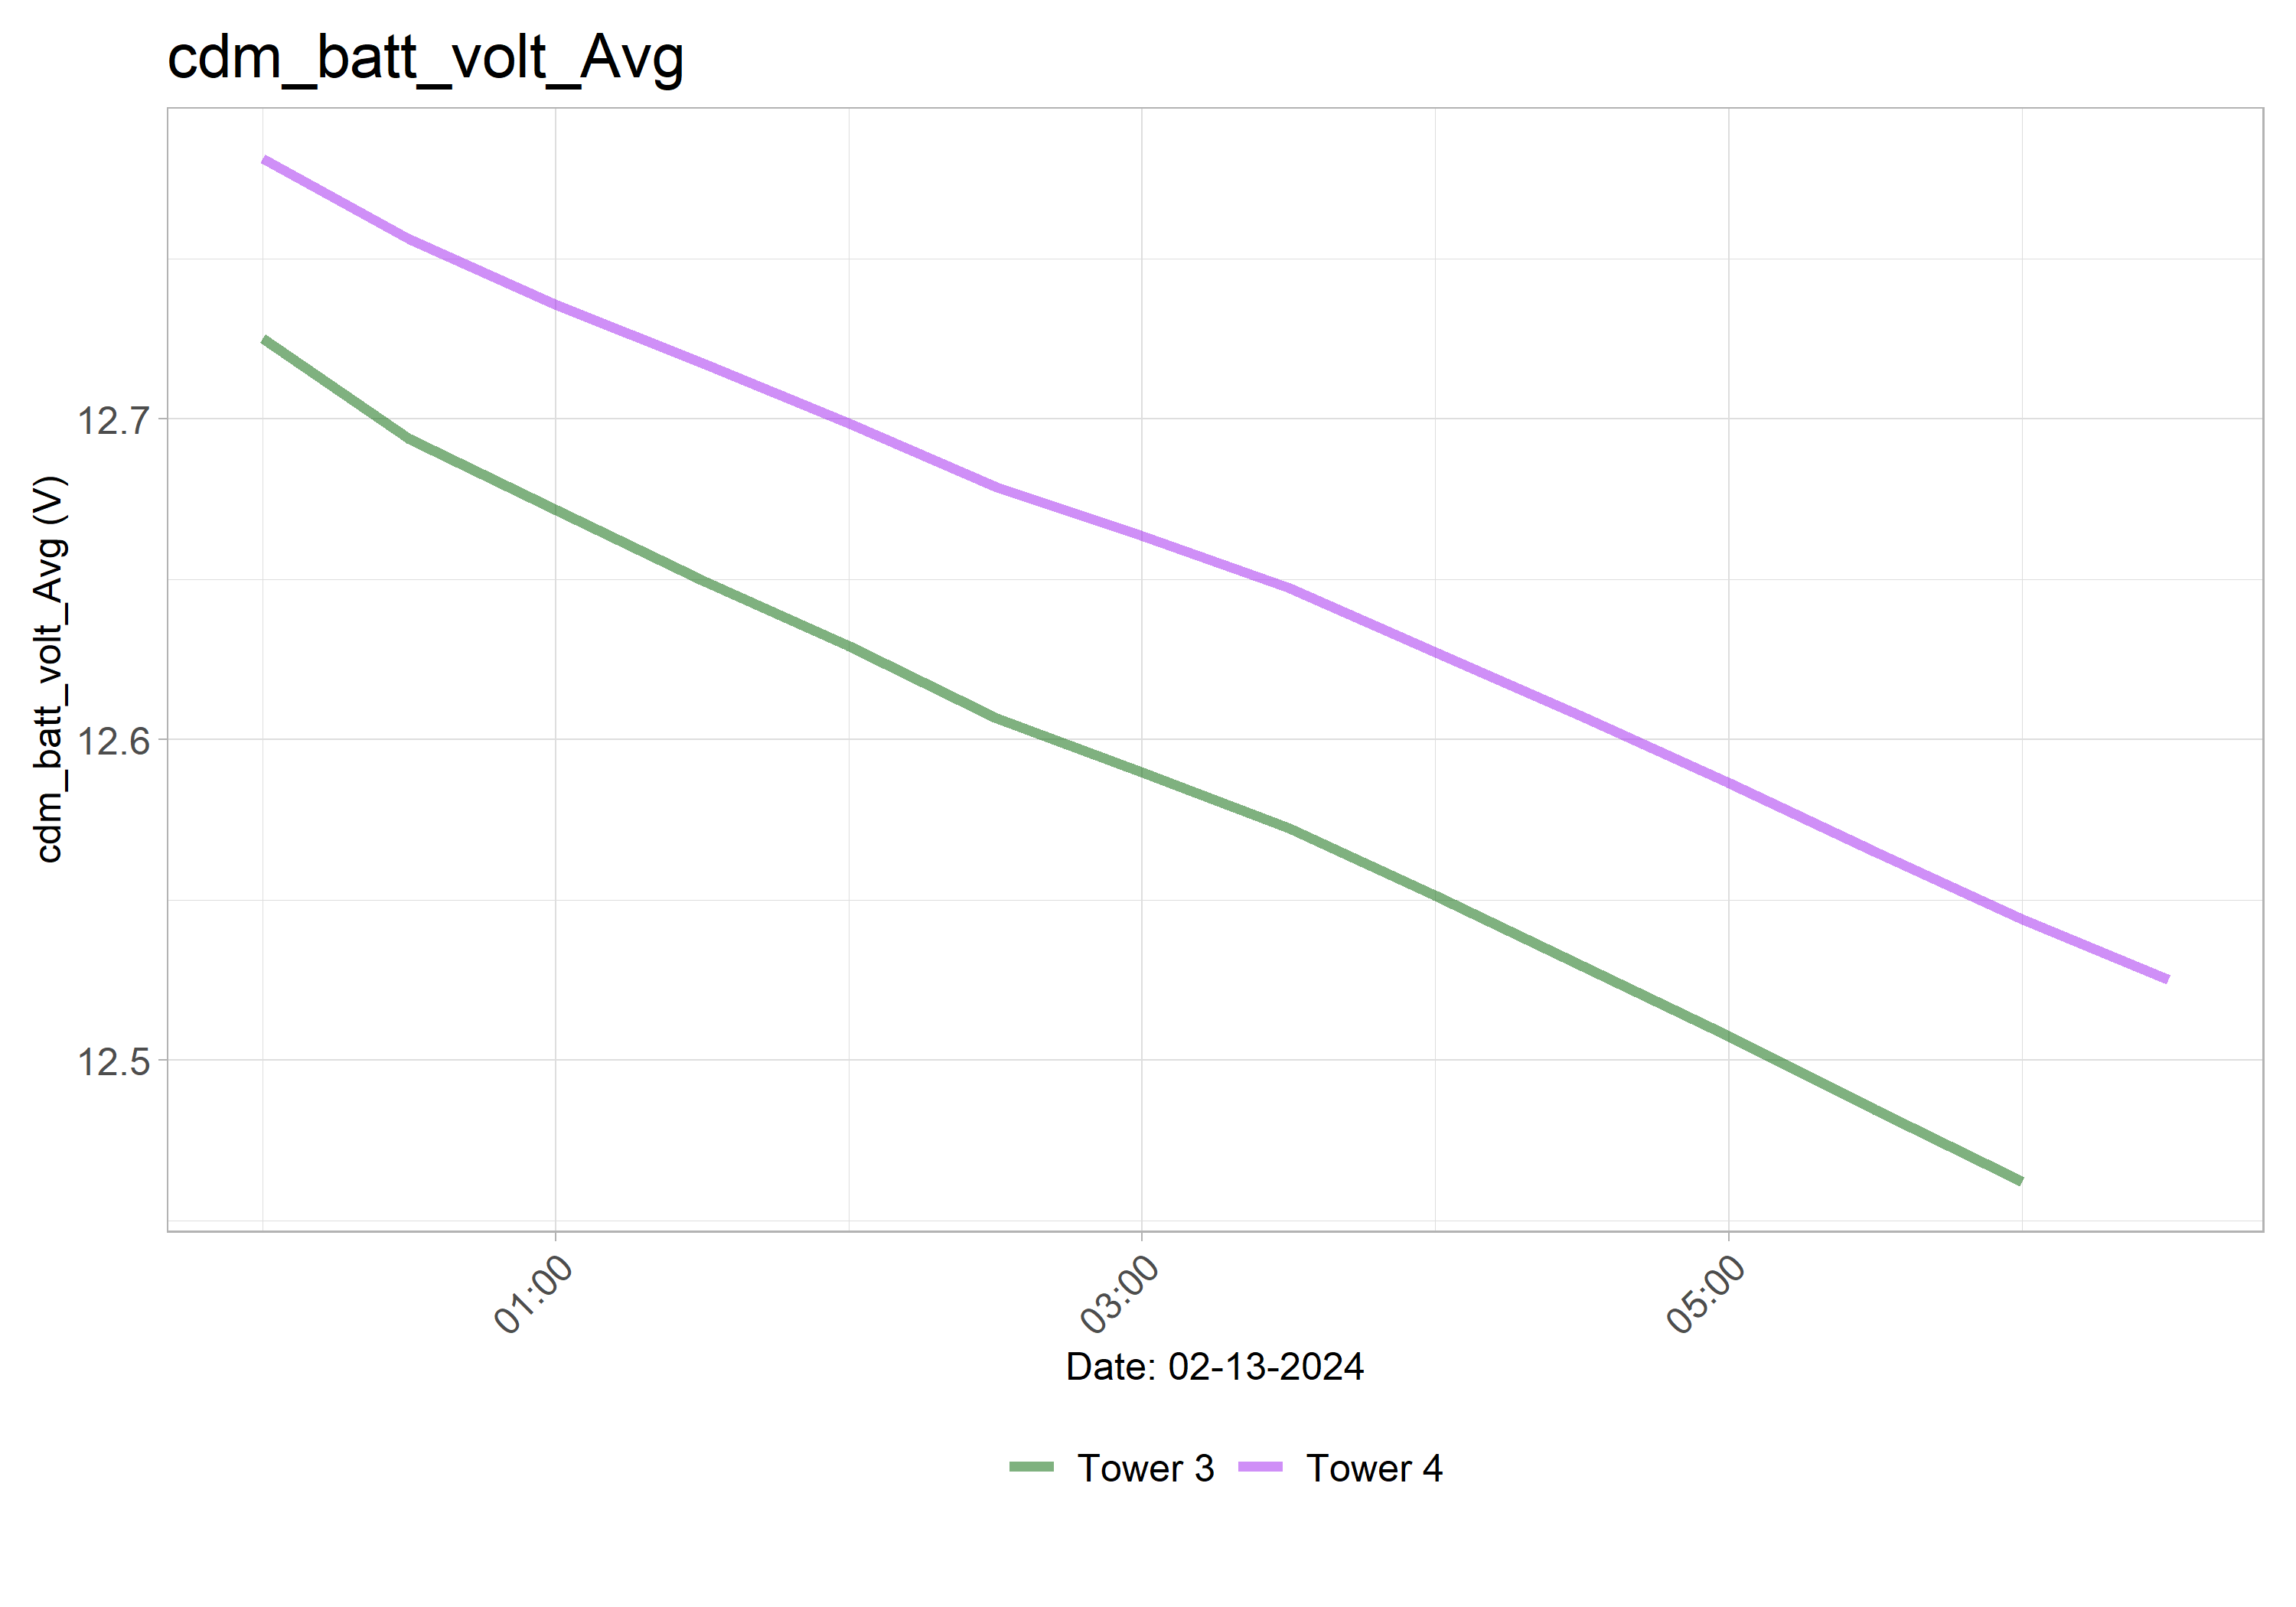 cdm_batt_volt_Avg
cdm_batt_volt_Avg (V)
12.7
12.6
12.5
01:00
03:00
05:00
Date: 02-13-2024
Tower 3
Tower 4